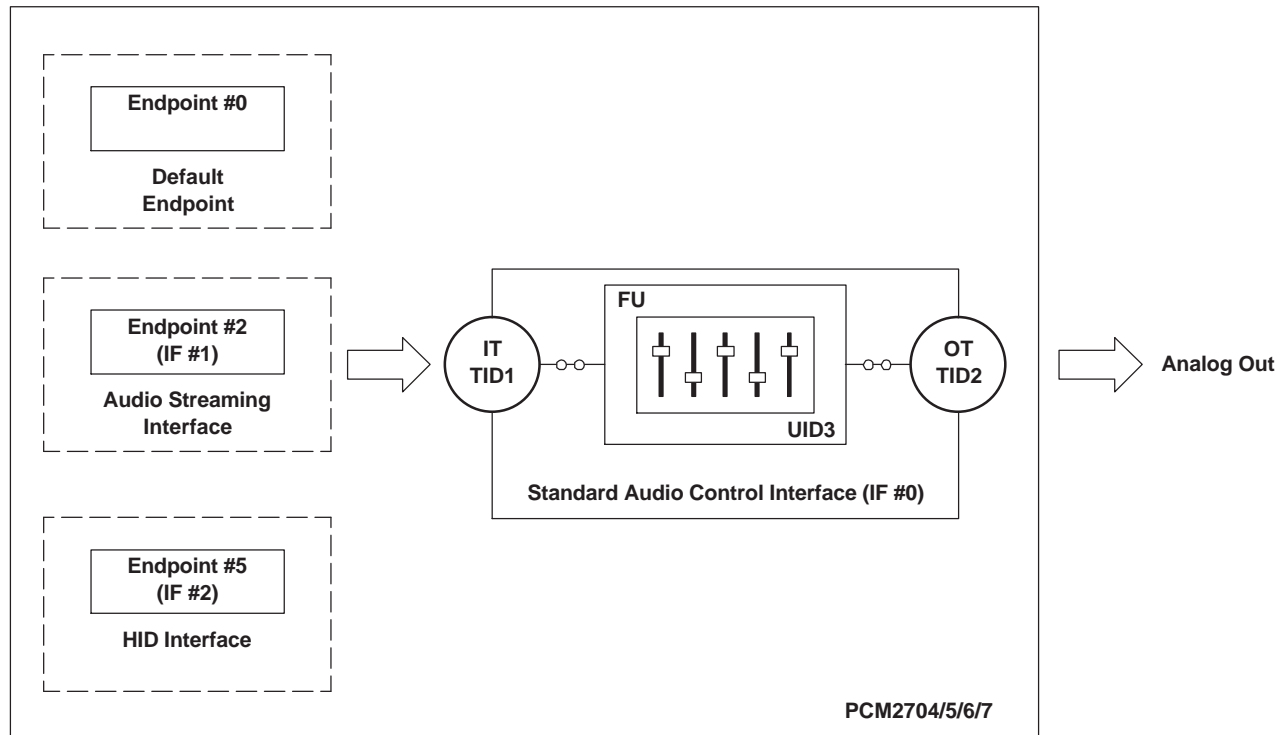 Endpoint #0
Default
Endpoint
Endpoint #2
(IF #1)
Audio Streaming
Interface
Endpoint #5
(IF #2)
HID Interface
IT
TID1
FU
UID3
OT
TID2
Standard Audio Control Interface (IF #0)
Analog Out
PCM2704/5/6/7